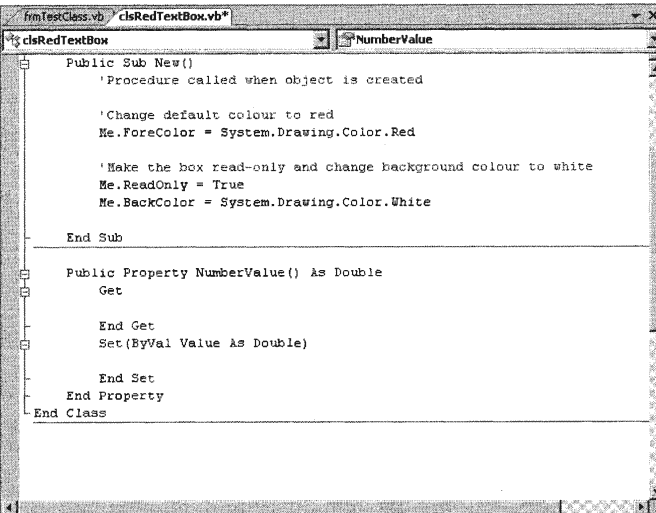 frmTestClass.vb clsRedTextBox.vb*
clsRedTextBox NumberValue
Public Sub New()
'Procedure called when object is created
'Change default colour to red
Me.ForeColor = System.Drawing.Color.Red
'Make the box read-only and change background colour to white
Me.ReadOnly = True
Me.BackColor = System.Drawing.Color.White
End Sub
Public Property NumberValue() As Double
Get
End Get
Set(ByVal Value As Double)
End Set
End Property
End Class